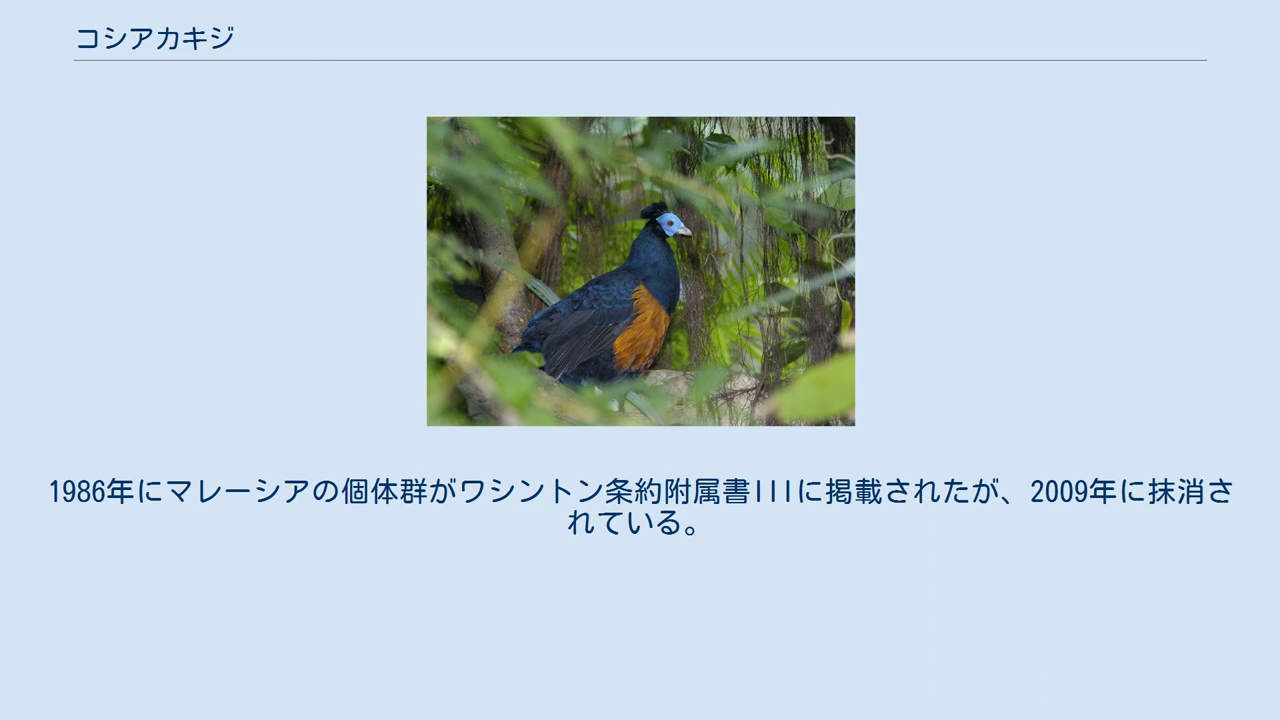 コシアカキジ
1986年にマレーシアの個体群がワシントン条約附属書IIIに掲載されたが、2009年に抹消さ
れている。